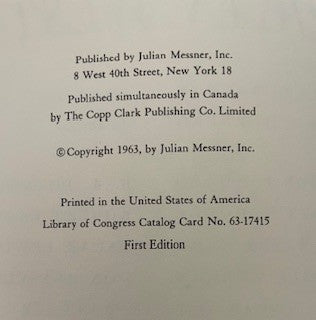 Published by Julian Messner, Inc.
8 West 40th Street, New York 18
Published simultaneously in Canada
by The Copp Clark Publishing Co. Limited
©Copyright 1963, by Julian Messner, Inc.
Printed in the United States of America
Library of Congress Catalog Card No. 63-17415
First Edition